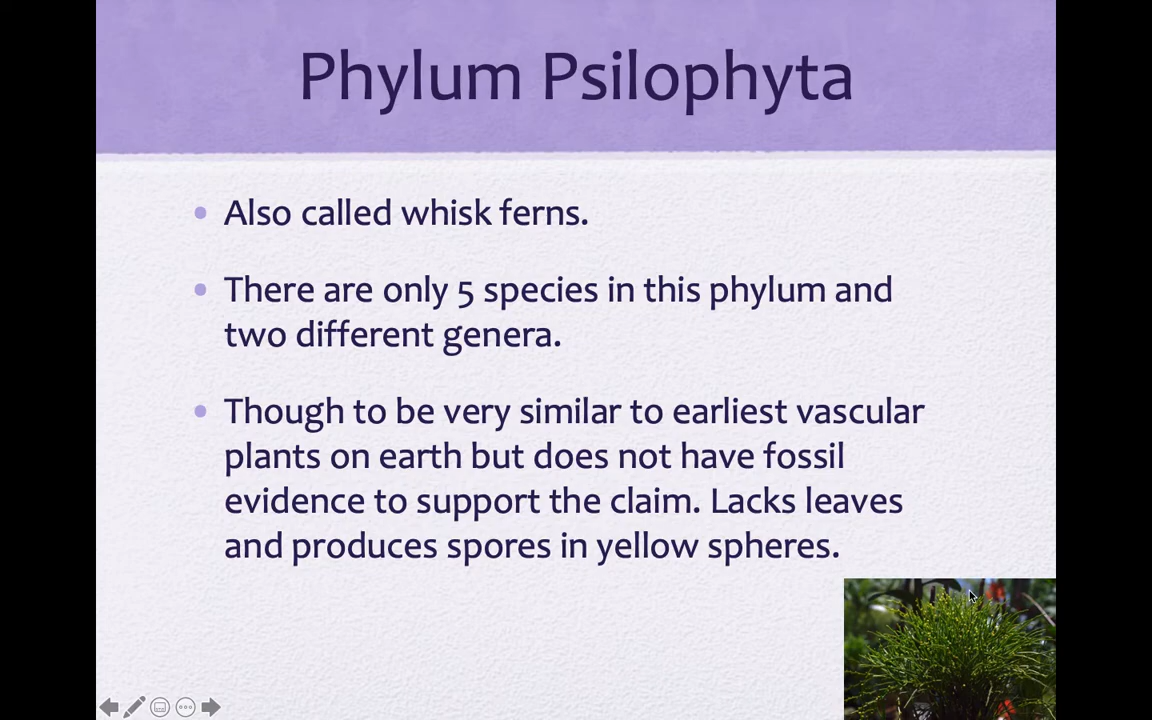 Phylum Psilophyta
• Also called whisk ferns.
• There are only 5 species in this phylum and
two different genera.
• Though to be very similar to earliest vascular
plants on earth but does not have fossil
evidence to support the claim. Lacks leaves
and produces spores in yellow spheres.